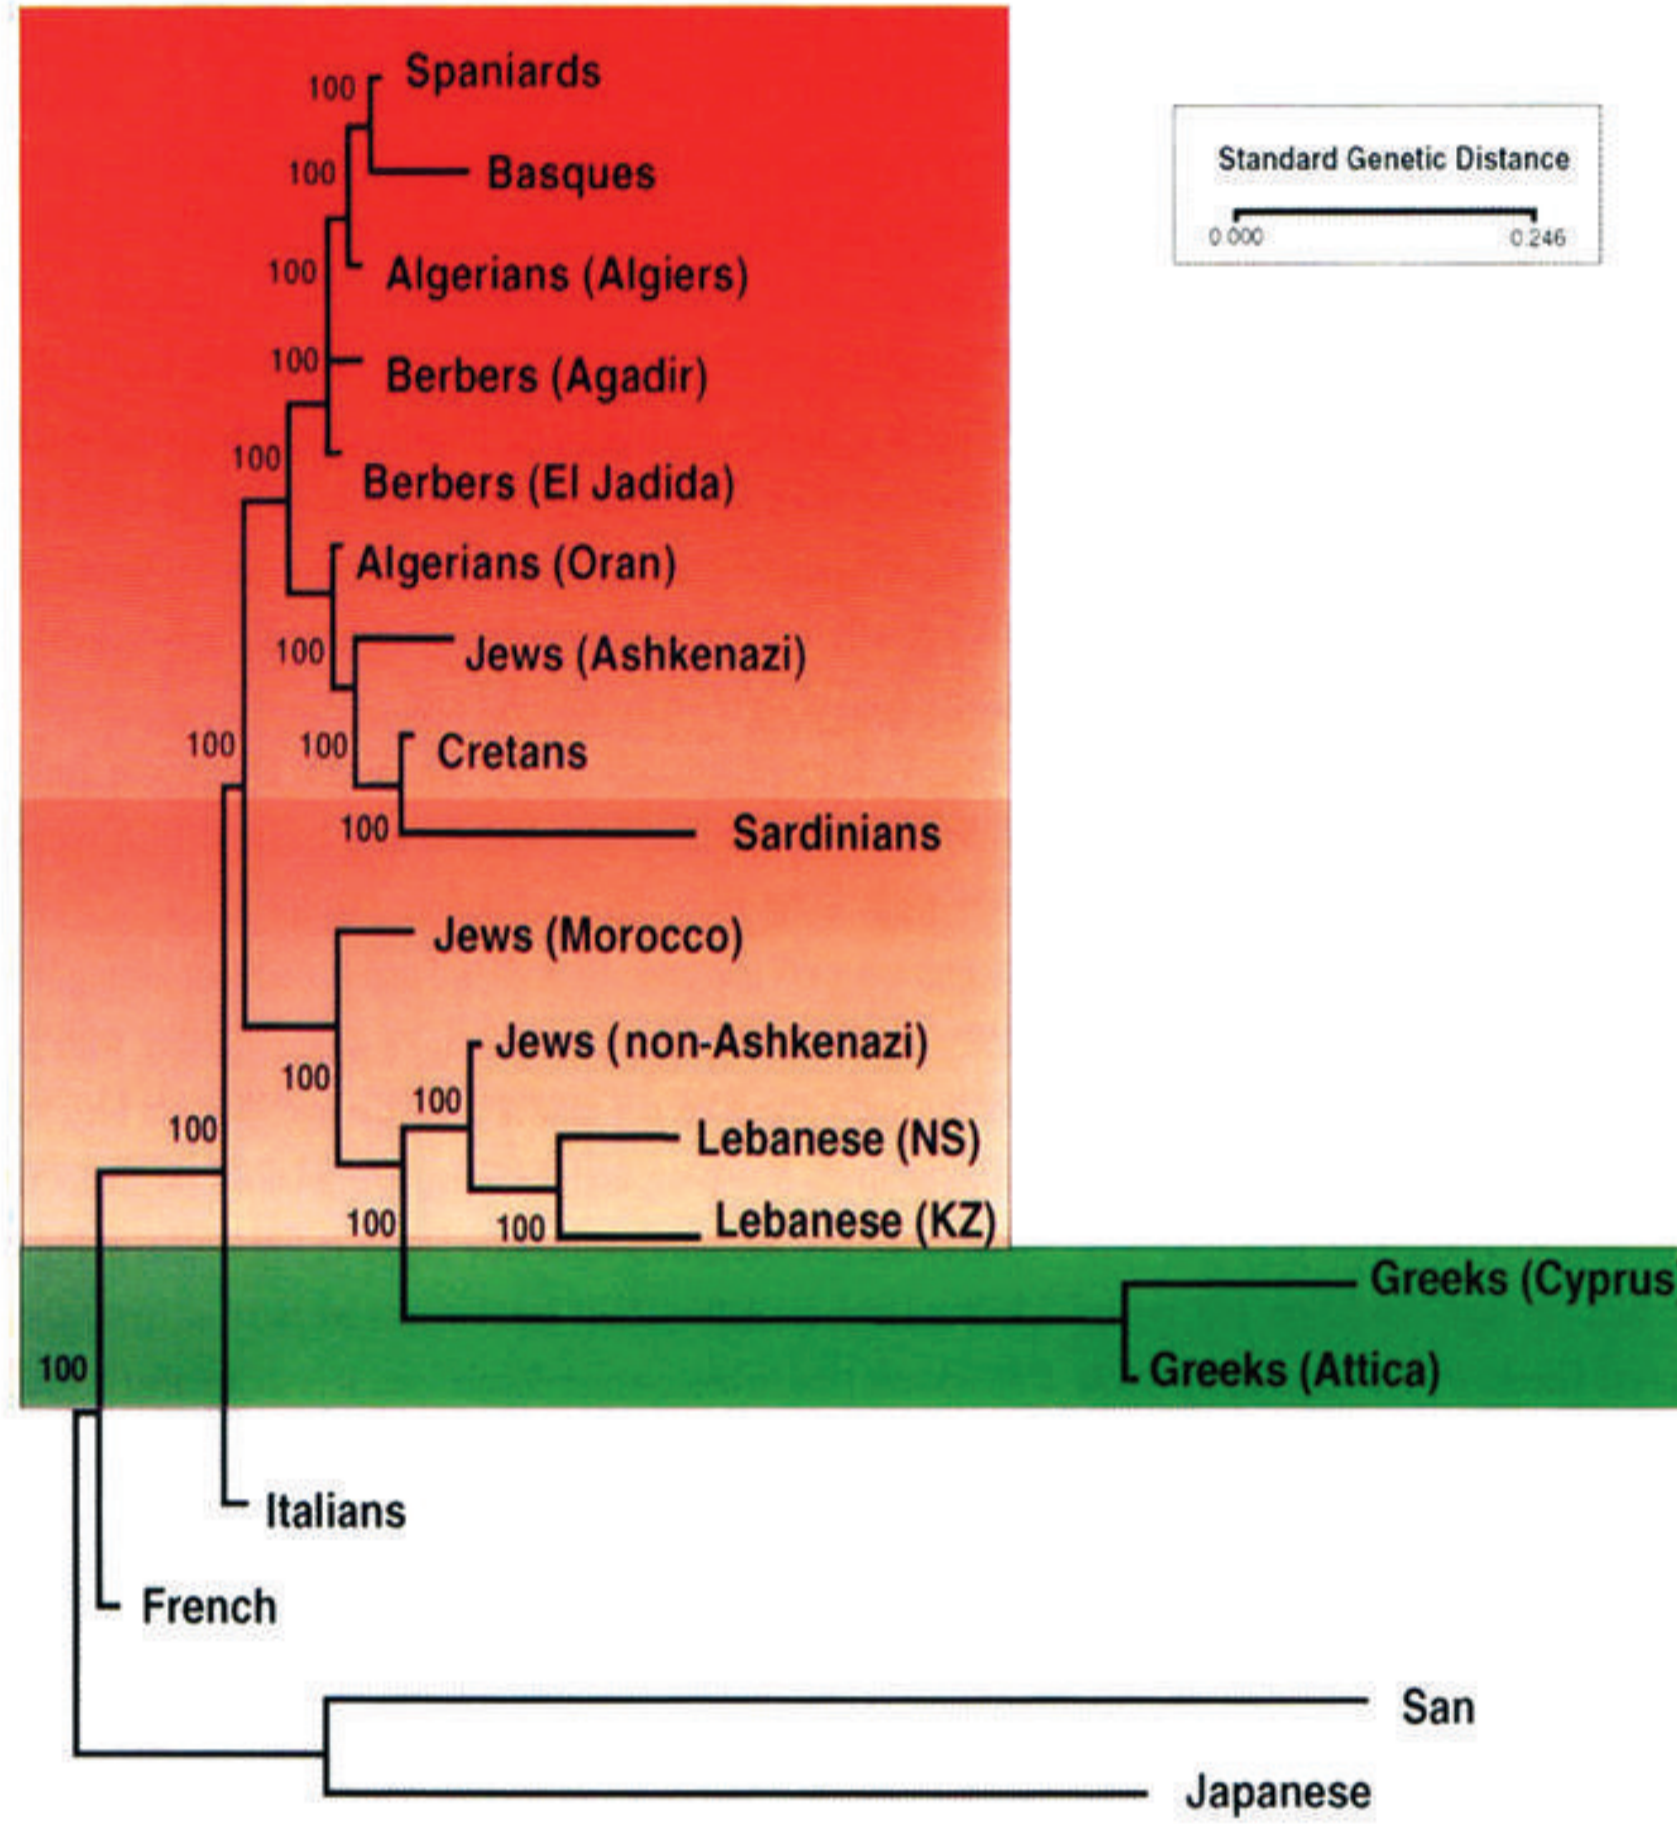 100 Spaniards
Standard Genetic Distance
0.000 0.246
100 Basques
100 Algerians (Algiers)
100 Berbers (Agadir)
100 Berbers (El Jadida)
Algerians (Oran)
100 Jews (Ashkenazi)
100 100 Cretans
100 Sardinians
Jews (Morocco)
Jews (non-Ashkenazi)
100 100
100 Lebanese (NS)
100 100 Lebanese (KZ)
Greeks (Cyprus
100 Greeks (Attica)
Italians
French
San
Japanese